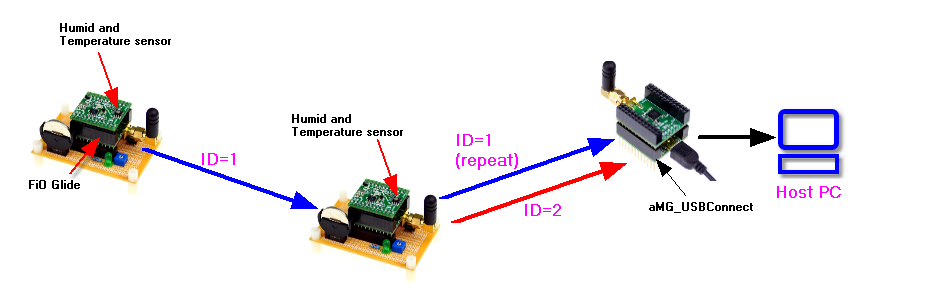 Humid and
Temperature sensor
FiO Glide
ID=1
Humid and
Temperature sensor
ID=1
(repeat)
ID=2
aMG_USBConnect
Host PC